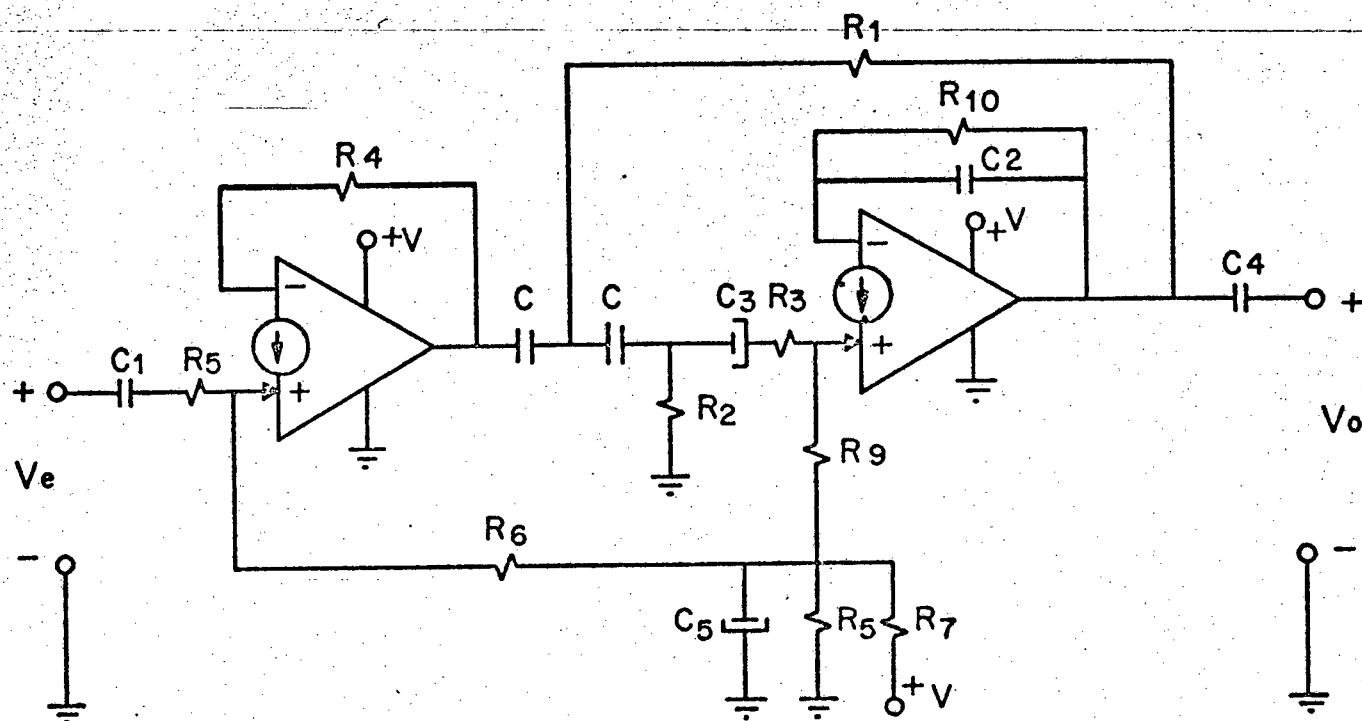 R1
R10
R4
C2
+V
+V
−
−
C4
C
C
C3
R3
+
C1
R5
+
+
+
R2
Vo
R9
Ve
R6
−
−
C5
R5
R7
+V